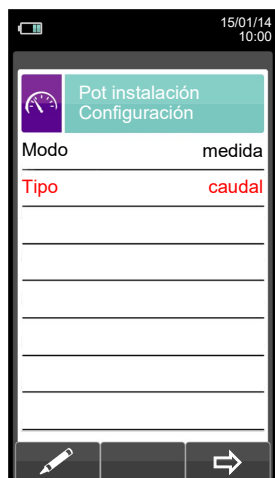 15/01/14
10:00
Pot instalación
Configuración
Modo medida
Tipo caudal